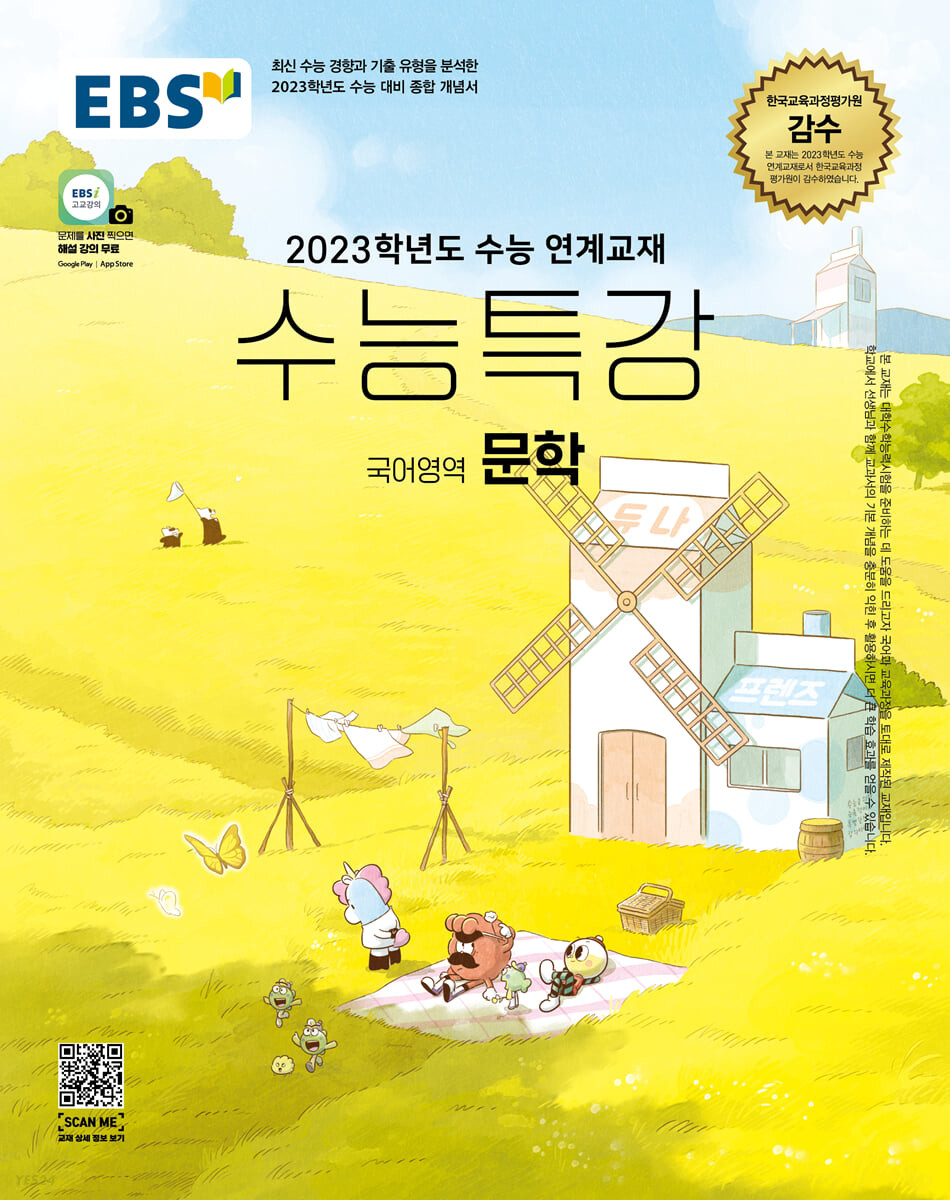 EBS
최신 수능 경향과 기출 유형을 분석한
2023학년도 수능 대비 종합 개념서
한국교육과정평가원
감수
본 교재는 2023학년도 수능
연계교재로서 한국교육과정
평가원이 감수하였습니다.
EBSi
고교강의
문제를 사진 찍으면
해설 강의 무료
Google Play | App Store
2023학년도 수능 연계교재
수능특강
국어영역 문학
본 교재는 대학수학능력시험을 준비하는 데 도움을 드리고자 국어과 교육과정을 토대로 제작된 교재입니다.
학교에서 선생님과 함께 교과서의 기본 개념을 충분히 익힌 후 활용하시면 더 큰 학습 효과를 얻을 수 있습니다.
두나
프렌즈
SCAN ME
교재 상세 정보 보기
YES24